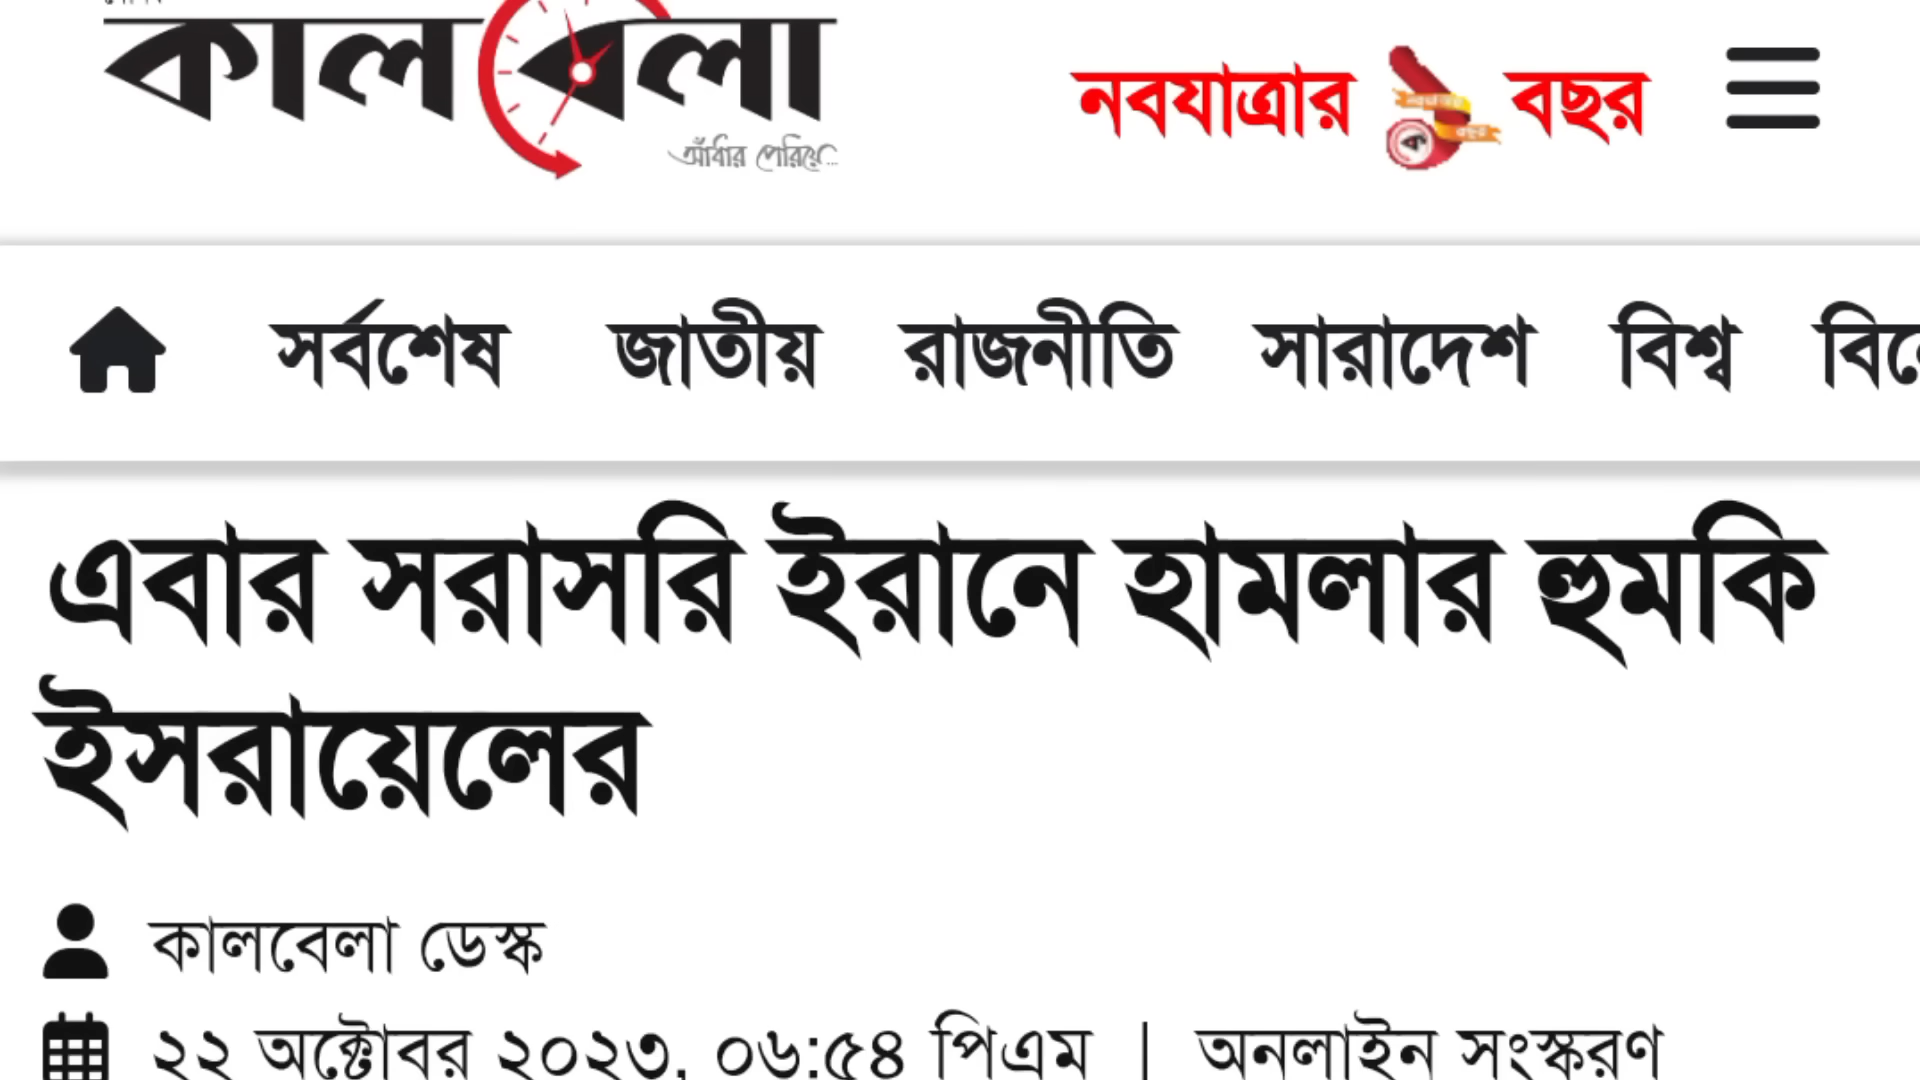 কালবেলা
আঁধার পেরিয়ে...
নবযাত্রার ১ বছর
সর্বশেষ জাতীয় রাজনীতি সারাদেশ বিশ্ব
এবার সরাসরি ইরানে হামলার হুমকি
ইসরায়েলের
কালবেলা ডেস্ক
২২ অক্টোবর ২০২৩, ০৬:৫৪ পিএম | অনলাইন সংস্করণ